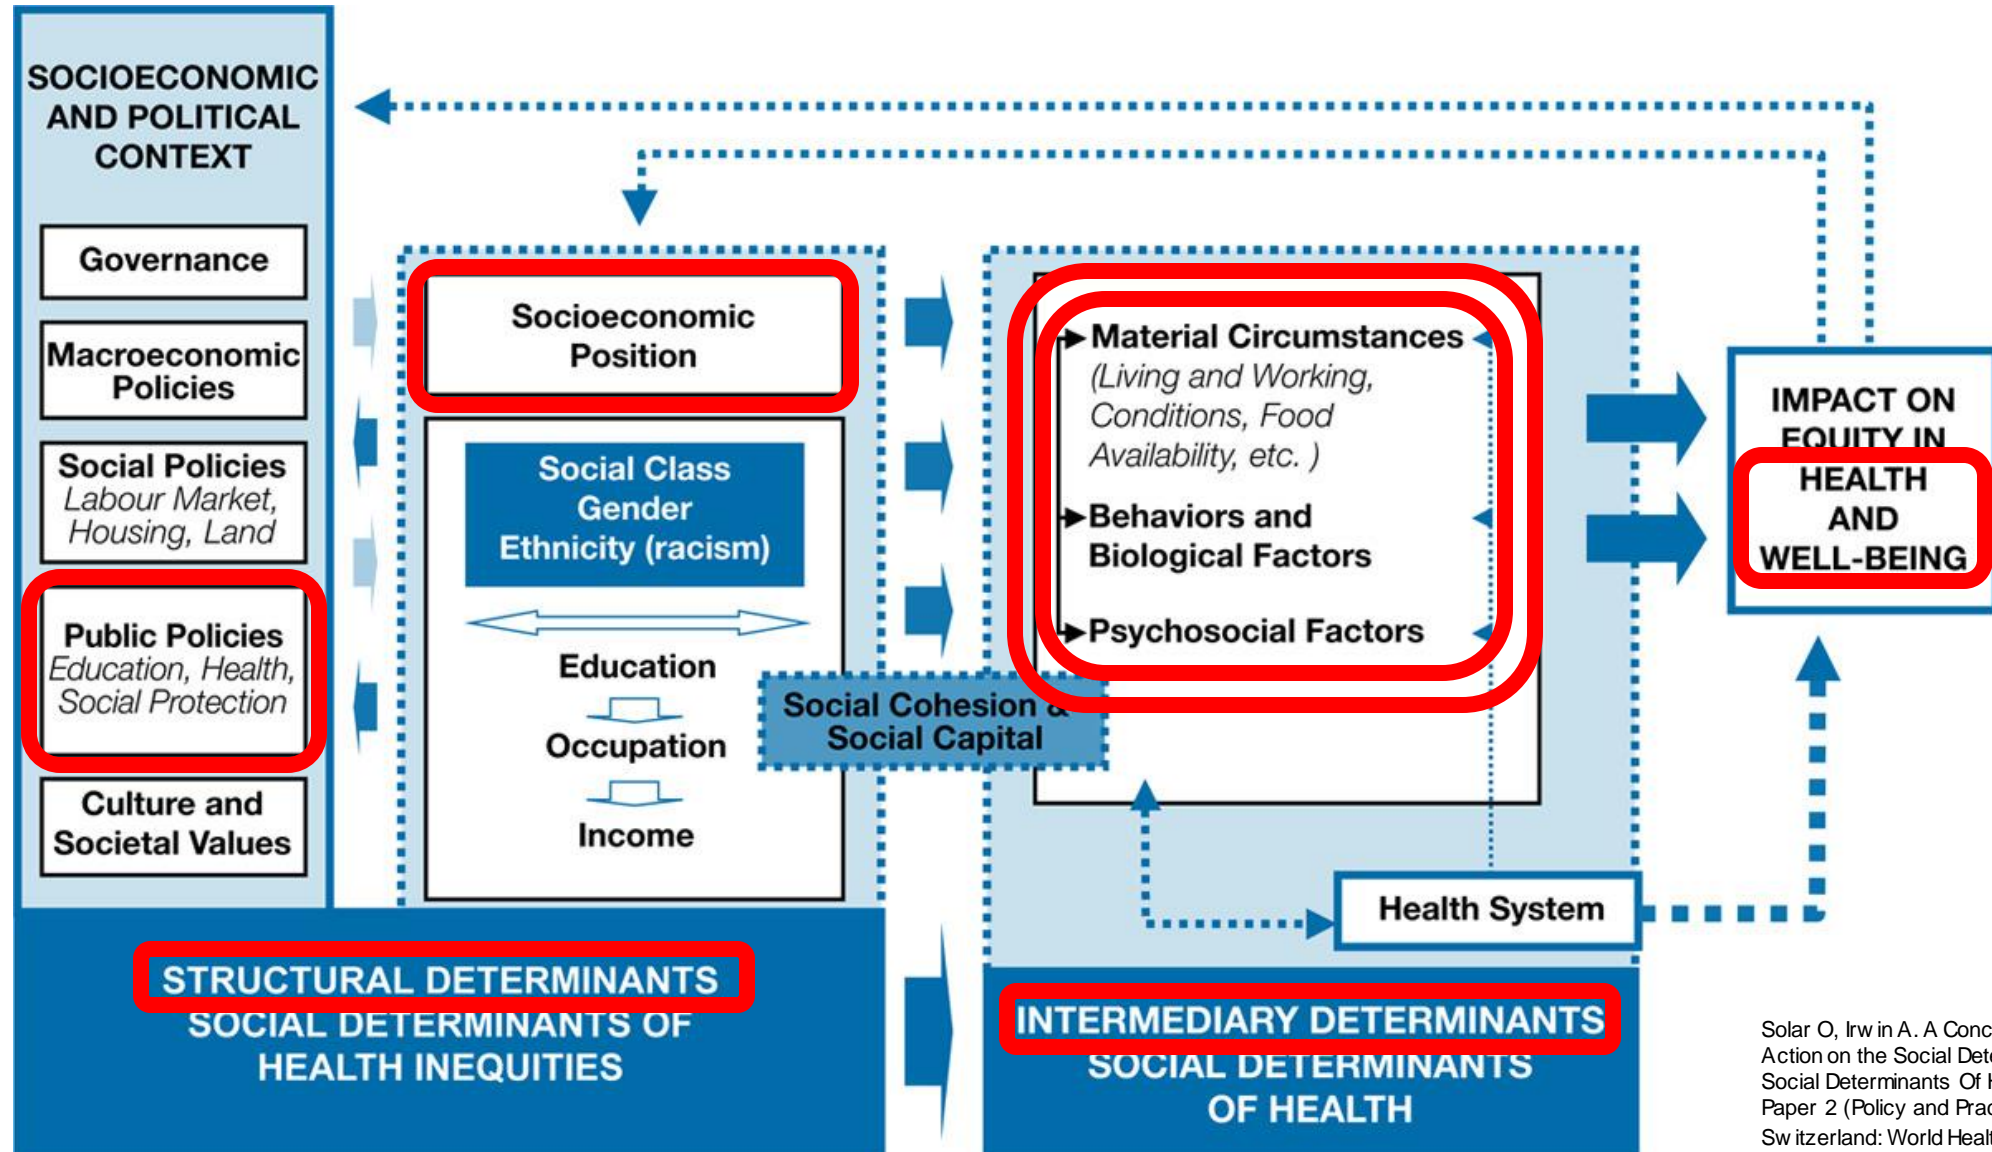 SOCIOECONOMIC
AND POLITICAL
CONTEXT
Governance
Macroeconomic
Policies
Social Policies
Labour Market,
Housing, Land
Public Policies
Education, Health,
Social Protection
Culture and
Societal Values
Socioeconomic
Position
Social Class
Gender
Ethnicity (racism)
Education
Occupation
Income
Social Cohesion &
Social Capital
Material Circumstances
(Living and Working,
Conditions, Food
Availability, etc. )
Behaviors and
Biological Factors
Psychosocial Factors
Health System
IMPACT ON
EQUITY IN
HEALTH
AND
WELL-BEING
STRUCTURAL DETERMINANTS
SOCIAL DETERMINANTS OF
HEALTH INEQUITIES
INTERMEDIARY DETERMINANTS
SOCIAL DETERMINANTS
OF HEALTH
Solar O, Irwin A. A
Action on the Social
Social Determinants Of
Paper 2 (Policy and
Switzerland: World